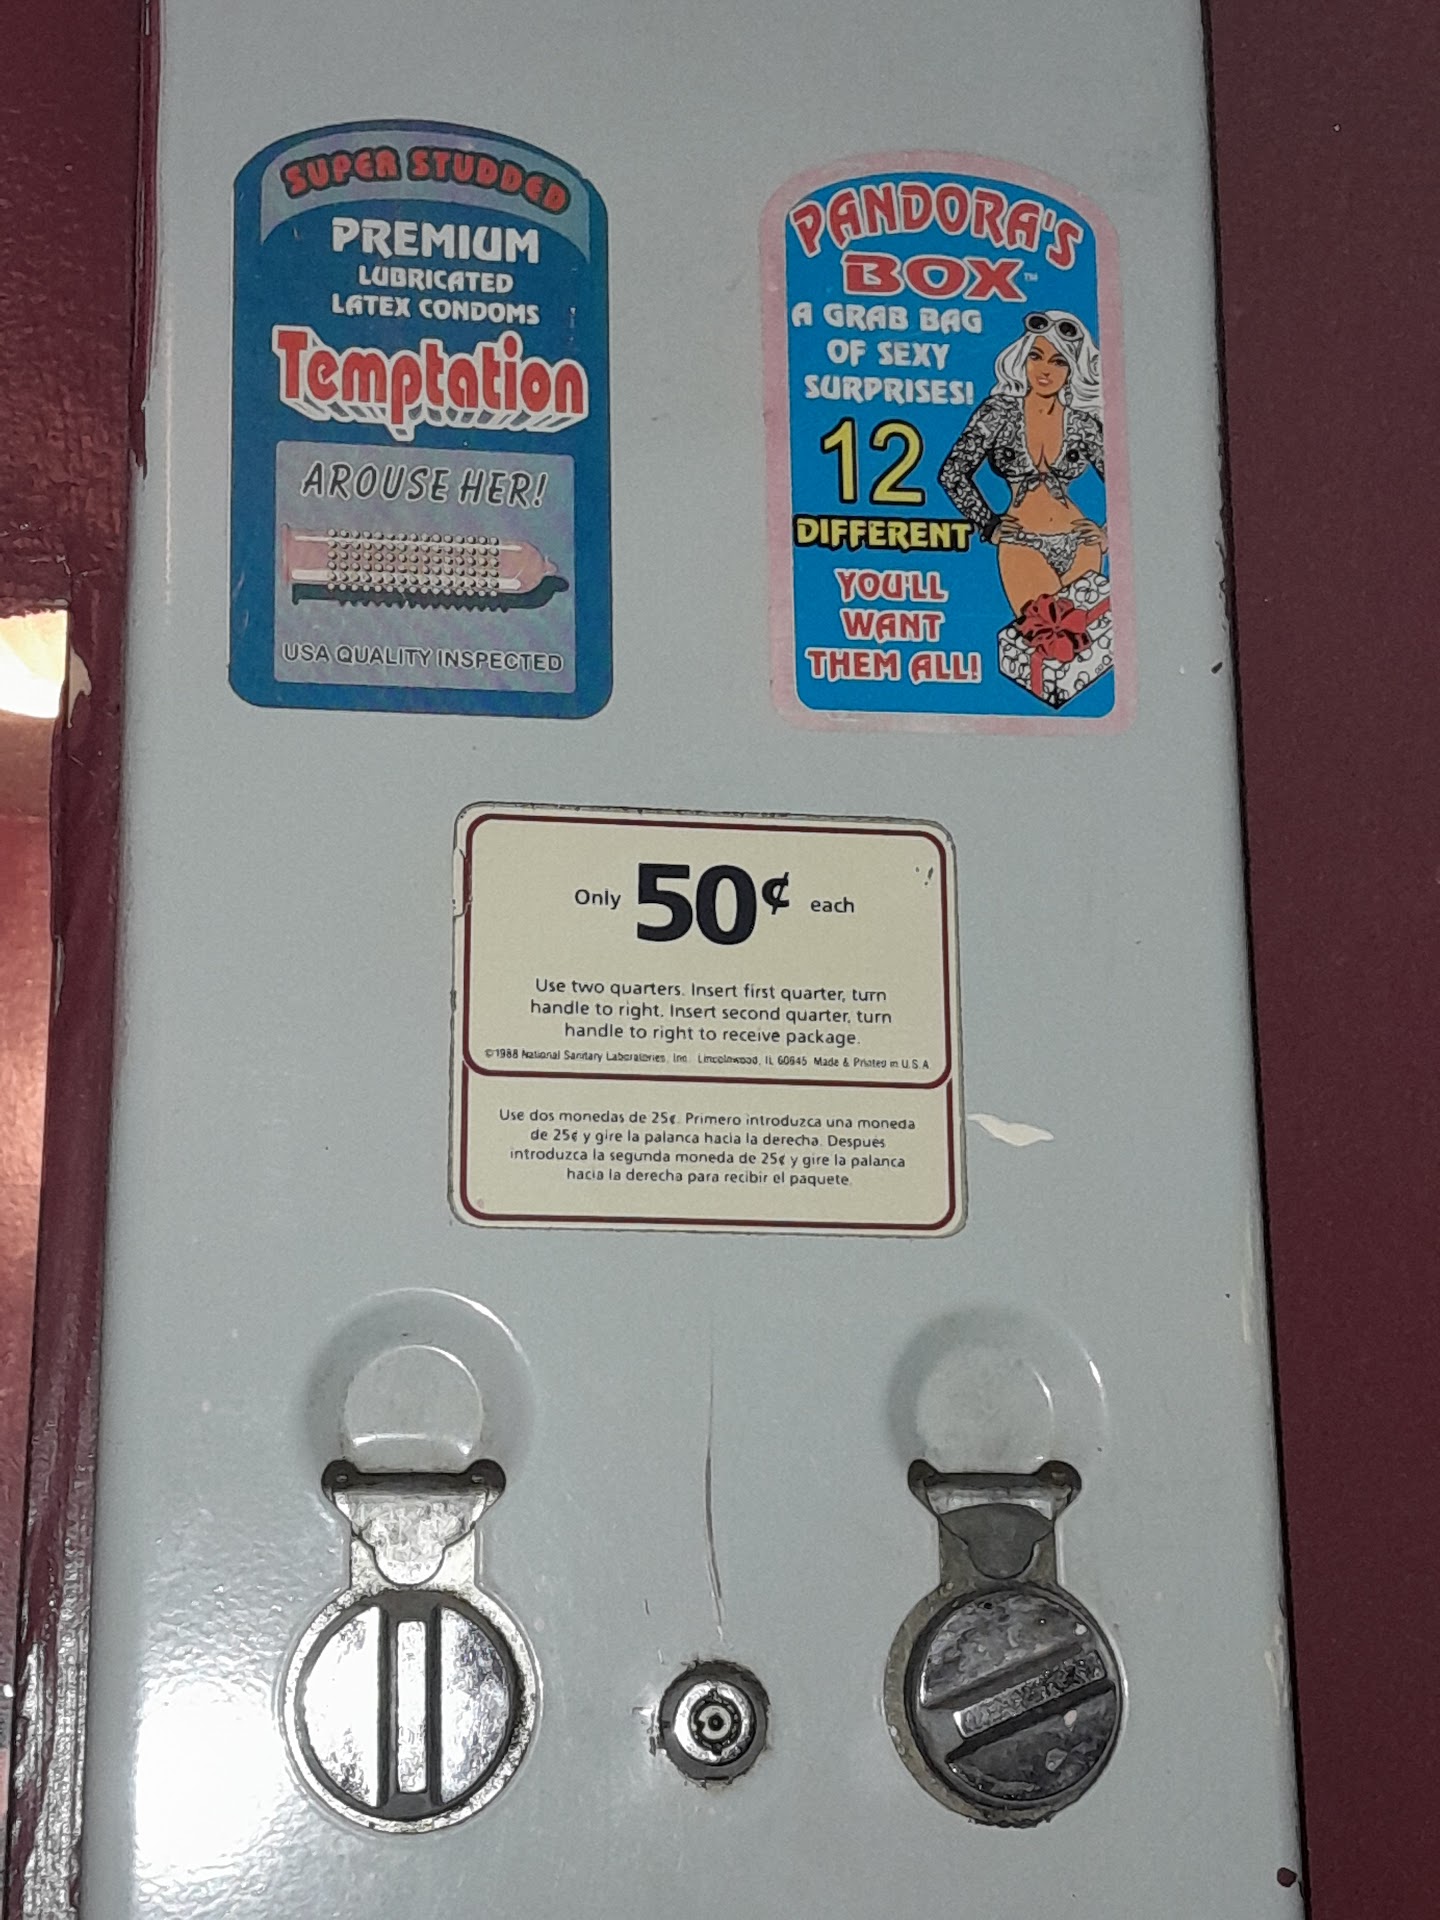 SUPER STUDDED
PREMIUM
LUBRICATED
LATEX CONDOMS
Temptation
AROUSE HER!
USA QUALITY INSPECTED
PANDORA'S
BOX™
A GRAB BAG
OF SEXY
SURPRISES!
12
DIFFERENT
YOU'LL
WANT
THEM ALL!
Only 50¢ each
Use two quarters. Insert first quarter, turn
handle to right. Insert second quarter, turn
handle to right to receive package.
©1988 National Sanitary Laboratories, Inc. Lincolnwood, IL 60645 Made & Printed in U.S.A.
Use dos monedas de 25¢. Primero introduzca una moneda
de 25¢ y gire la palanca hacia la derecha. Después
introduzca la segunda moneda de 25¢ y gire la palanca
hacia la derecha para recibir el paquete.